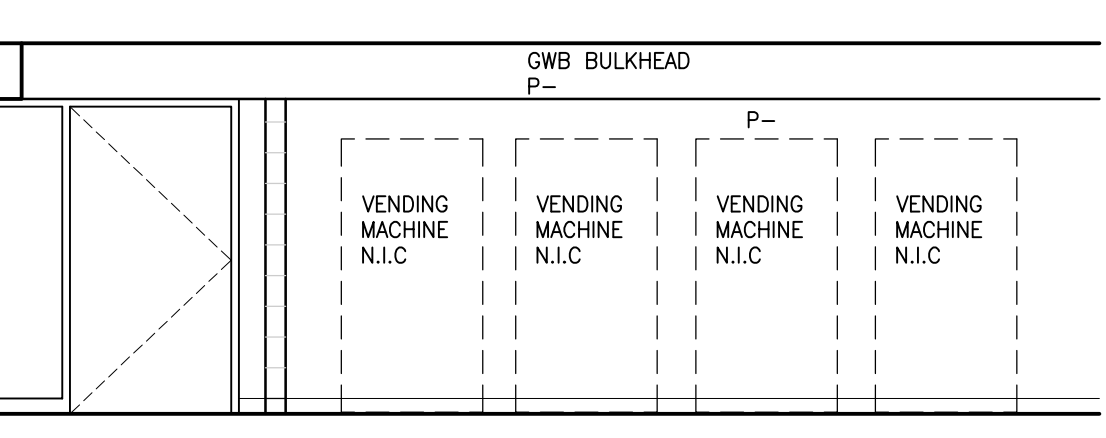 GWB BULKHEAD
P-
P-
VENDING
MACHINE
N.I.C
VENDING
MACHINE
N.I.C
VENDING
MACHINE
N.I.C
VENDING
MACHINE
N.I.C